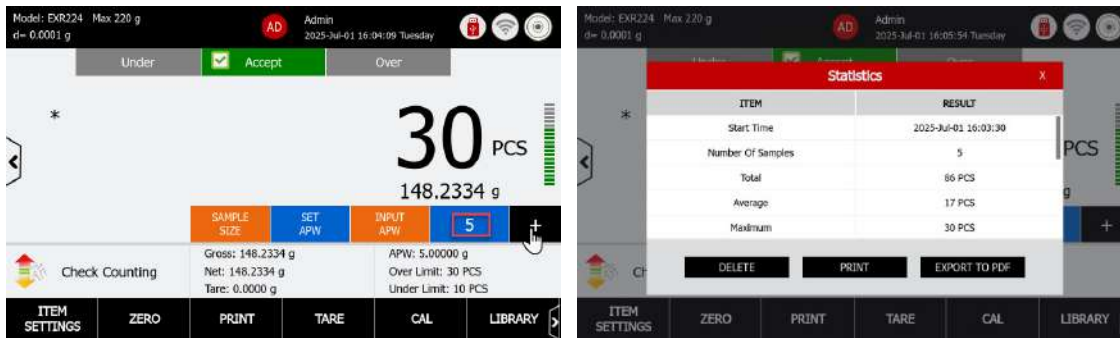 Model: EXR224 Max 220 g
d= 0.0001 g
AD
Admin
2025-Jul-01 16:04:09 Tuesday
Under
Accept
Over
*
30 PCS
148.2334 g
SAMPLE
SIZE
SET
APW
INPUT
APW
5
+
Check Counting
Gross: 148.2334 g
Net: 148.2334 g
Tare: 0.0000 g
APW: 5.00000 g
Over Limit: 30 PCS
Under Limit: 10 PCS
ITEM
SETTINGS
ZERO
PRINT
TARE
CAL
LIBRARY
Model: EXR224 Max 220 g
d= 0.0001 g
AD
Admin
2025-Jul-01 16:05:54 Tuesday
Statistics
X
ITEM RESULT
Start Time 2025-Jul-01 16:03:30
Number Of Samples 5
Total 86 PCS
Average 17 PCS
Maximum 30 PCS
DELETE
PRINT
EXPORT TO PDF
*
PCS
g
+
Ch
ITEM
SETTINGS
ZERO
PRINT
TARE
CAL
LIBRARY